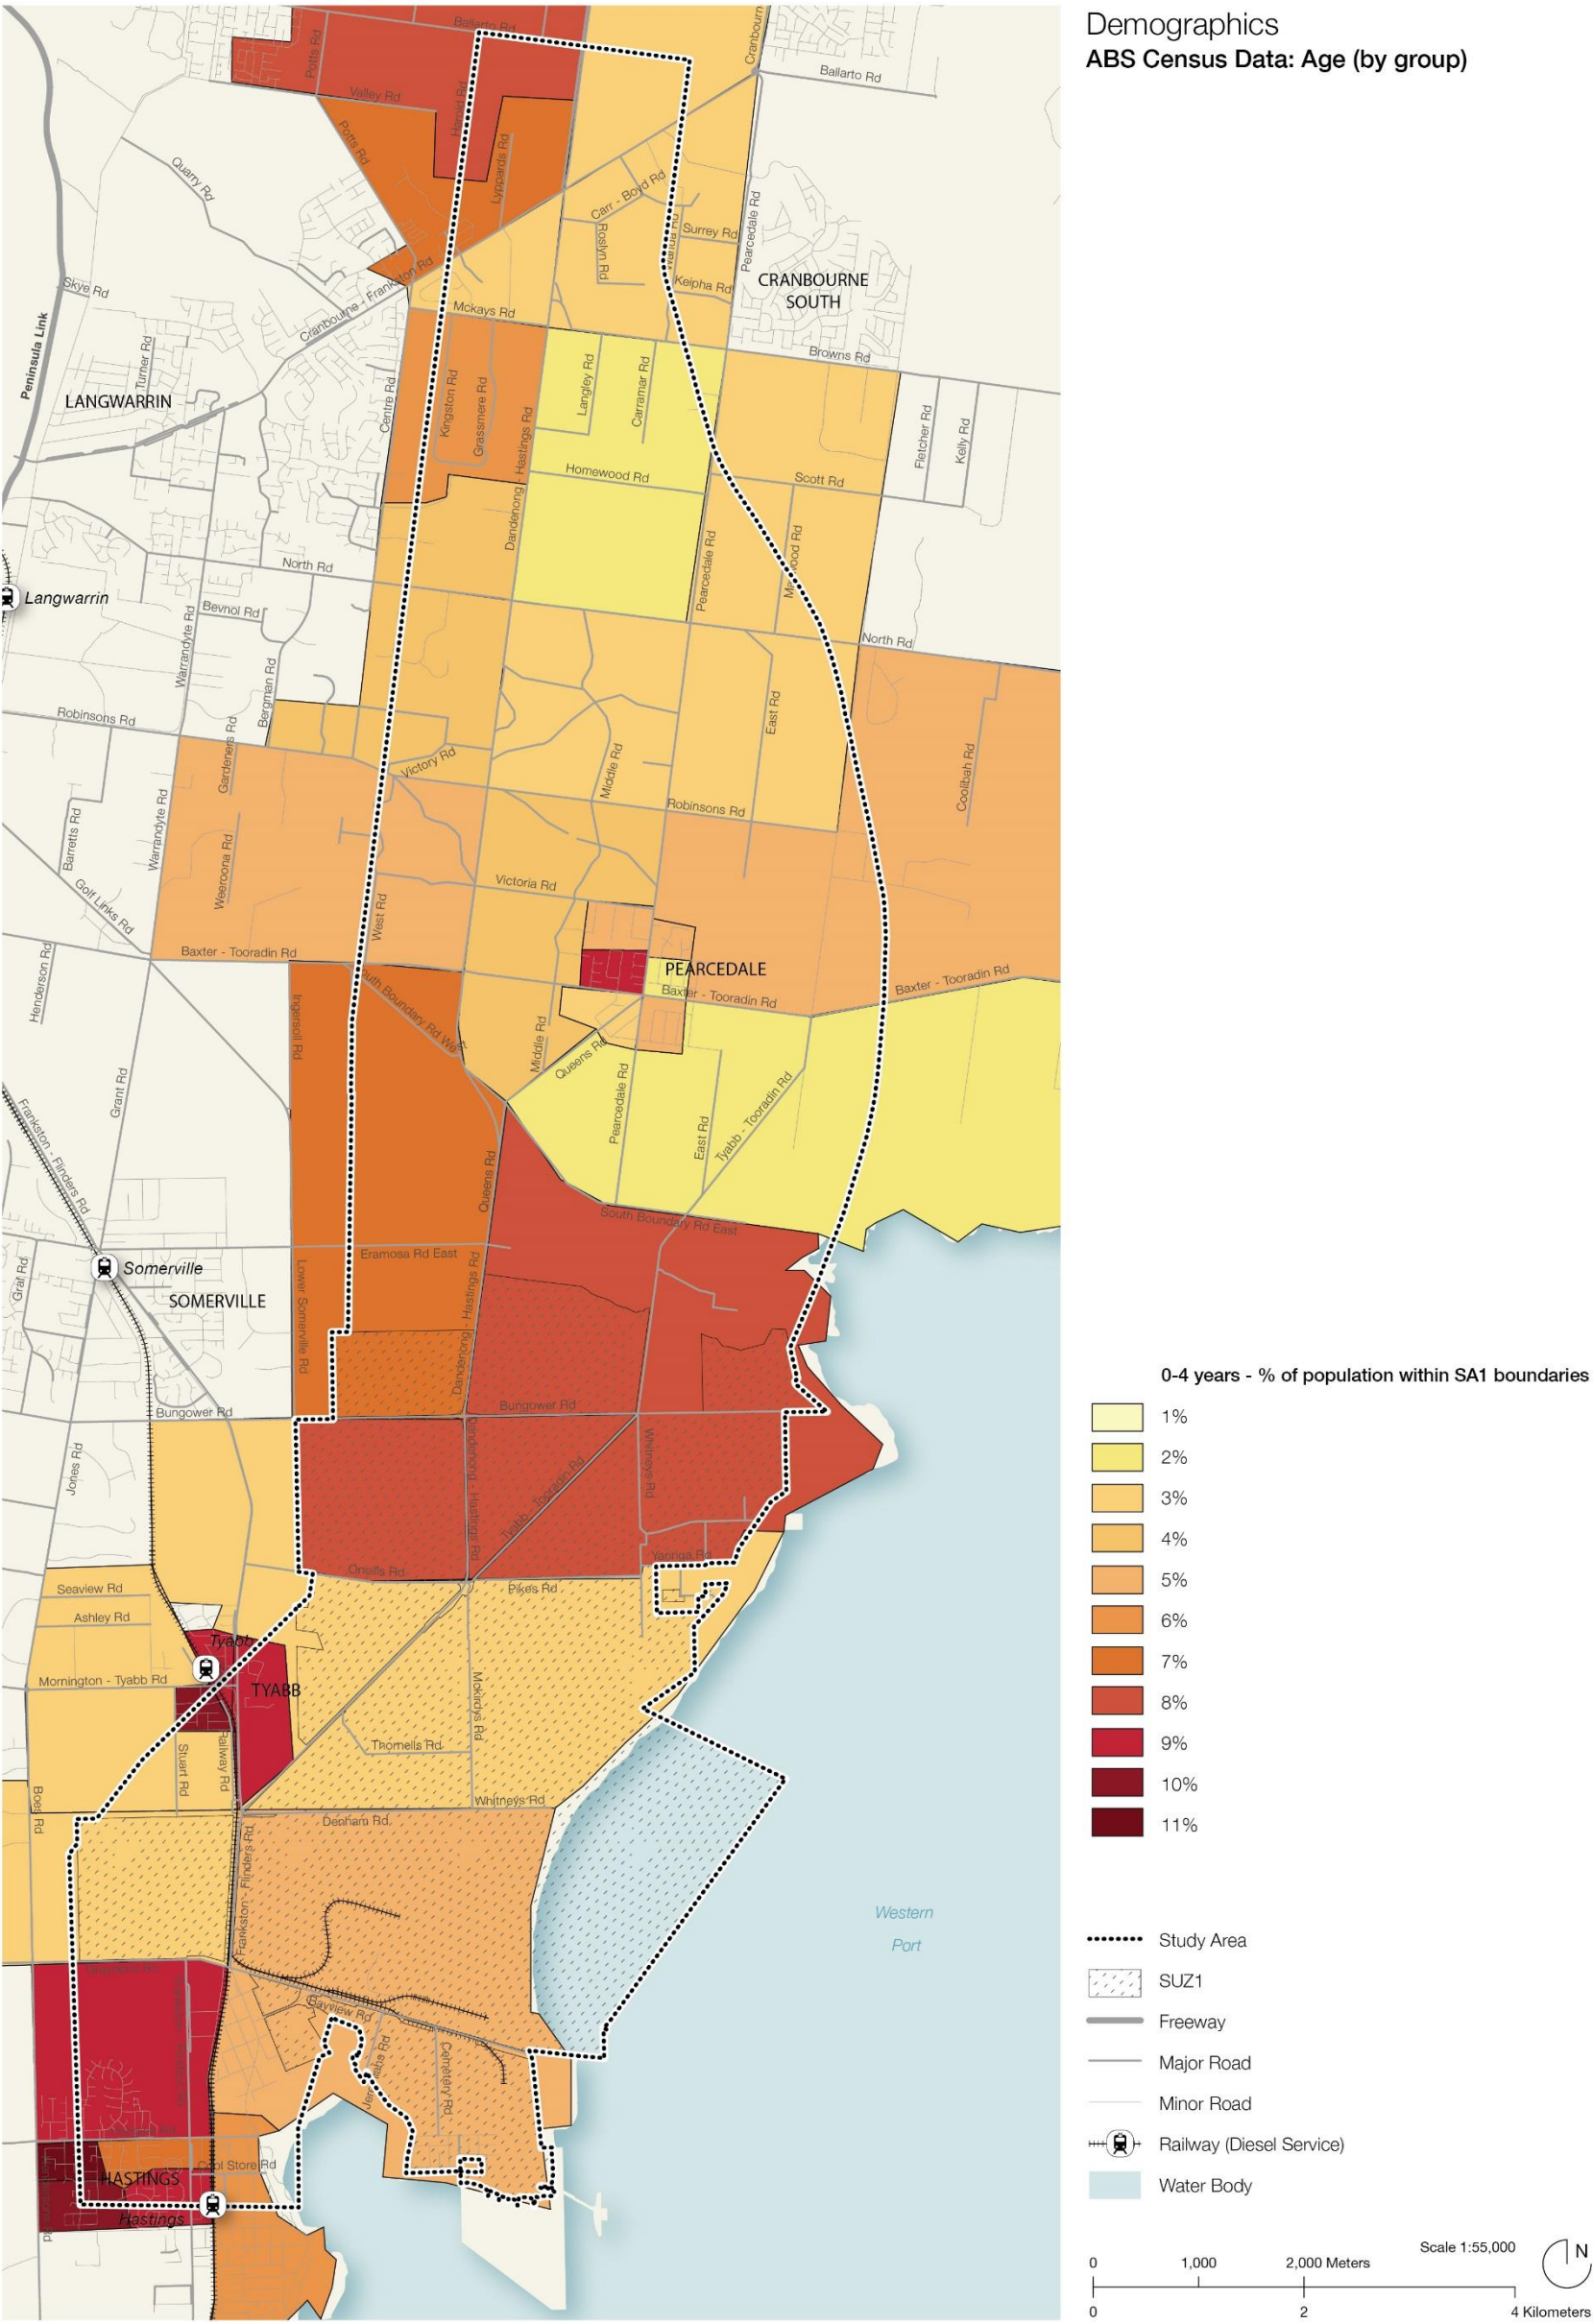 Demographics
ABS Census Data: Age (by group)
Ballarto Rd
Cranbourn
Ballarto Rd
Potts Rd
Valley Rd
Harold Rd
Potts Rd
Lyppards Rd
Quarry Rd
Carr - Boyd Rd
Roslyn Rd
Surrey Rd
Pearcedale Rd
Keipha Rd
CRANBOURNE
SOUTH
Skye Rd
Cranbourne - Frankston Rd
Mckays Rd
Peninsula Link
Turner Rd
LANGWARRIN
Centre Rd
Kingston Rd
Grassmere Rd
Langley Rd
Carramar Rd
Browns Rd
Fletcher Rd
Kelly Rd
Dandenong - Hastings Rd
Homewood Rd
Scott Rd
Pearcedale Rd
North Rd
Langwarrin
Bevnol Rd
Warrandyte Rd
North Rd
Bergman Rd
Robinsons Rd
Gardeners Rd
East Rd
Victory Rd
Middle Rd
Coolibah Rd
Robinsons Rd
Barretts Rd
Warrandyte Rd
Weeroona Rd
Golf Links Rd
West Rd
Victoria Rd
Baxter - Tooradin Rd
PEARCEDALE
Baxter - Tooradin Rd
Baxter - Tooradin Rd
Henderson Rd
Ingersoll Rd
Middle Rd
Queens Rd
Grant Rd
Pearcedale Rd
East Rd
Tyabb - Tooradin Rd
Frankston - Flinders Rd
Queens Rd
South Boundary Rd East
Eramosa Rd East
Somerville
SOMERVILLE
Graf Rd
Lower Somerville Rd
Dandenong - Hastings Rd
Bungower Rd
Bungower Rd
Jones Rd
Dandenong - Hastings Rd
Tyabb - Tooradin Rd
Whitneys Rd
Yaringa Rd
Oneills Rd
Pikes Rd
Seaview Rd
Ashley Rd
Tyabb
Mornington - Tyabb Rd
TYABB
Mckirdys Rd
Thornells Rd
Stuart Rd
Railway Rd
Boes Rd
Whitneys Rd
Denham Rd
Frankston - Flinders Rd
Western
Port
Bayview Rd
Cemetery Rd
HASTINGS
Cool Store Rd
Hastings
0-4 years - % of population within SA1 boundaries
1%
2%
3%
4%
5%
6%
7%
8%
9%
10%
11%
Study Area
SUZ1
Freeway
Major Road
Minor Road
Railway (Diesel Service)
Water Body
Scale 1:55,000
N
0 1,000 2,000 Meters
0 2 4 Kilometers